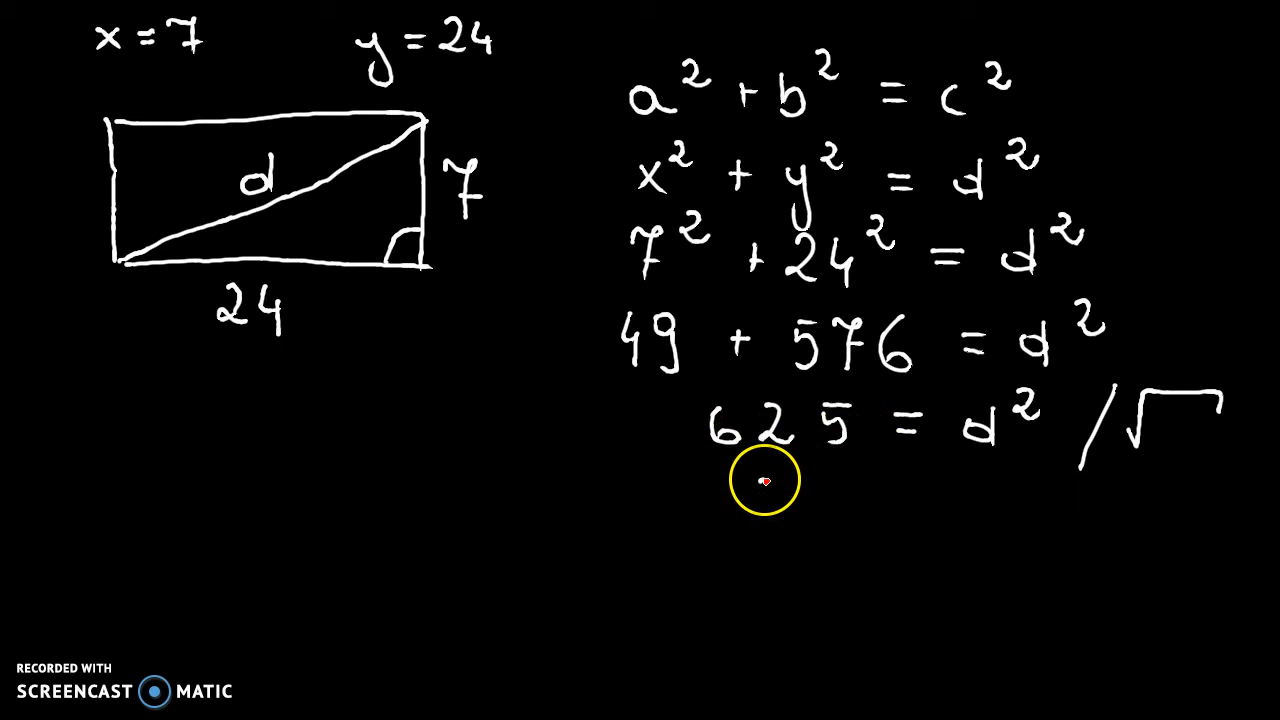 x = 7 y = 24
d
7
24
a² + b² = c²
x² + y² = d²
7² + 24² = d²
49 + 576 = d²
625 = d² / √
RECORDED WITH
SCREENCAST MATIC